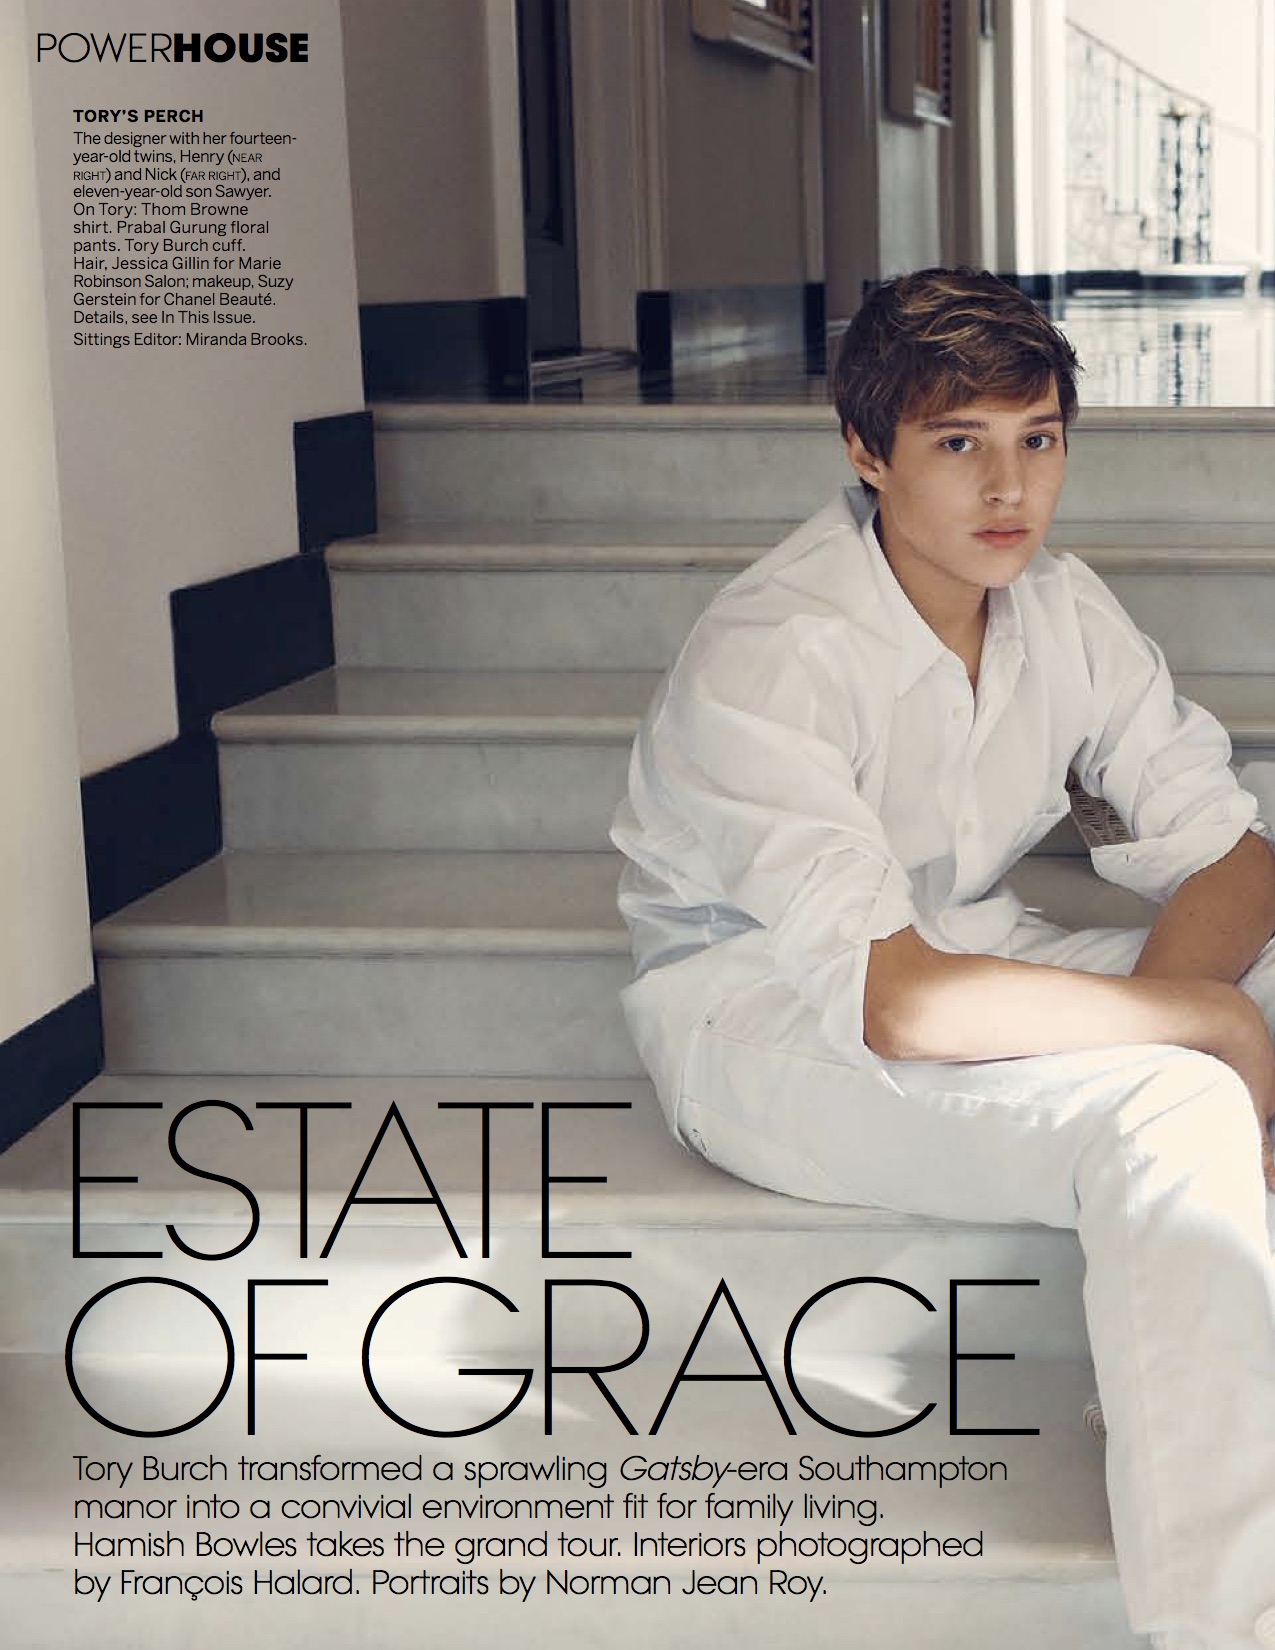 POWERHOUSE
TORY'S PERCH
The designer with her fourteen-
year-old twins, Henry (NEAR
RIGHT) and Nick (FAR RIGHT), and
eleven-year-old son Sawyer.
On Tory: Thom Browne
shirt. Prabal Gurung floral
pants. Tory Burch cuff.
Hair, Jessica Gillin for Marie
Robinson Salon; makeup, Suzy
Gerstein for Chanel Beauté.
Details, see In This Issue.
Sittings Editor: Miranda Brooks.
ESTATE
OF GRACE
Tory Burch transformed a sprawling Gatsby-era Southampton
manor into a convivial environment fit for family living.
Hamish Bowles takes the grand tour. Interiors photographed
by François Halard. Portraits by Norman Jean Roy.